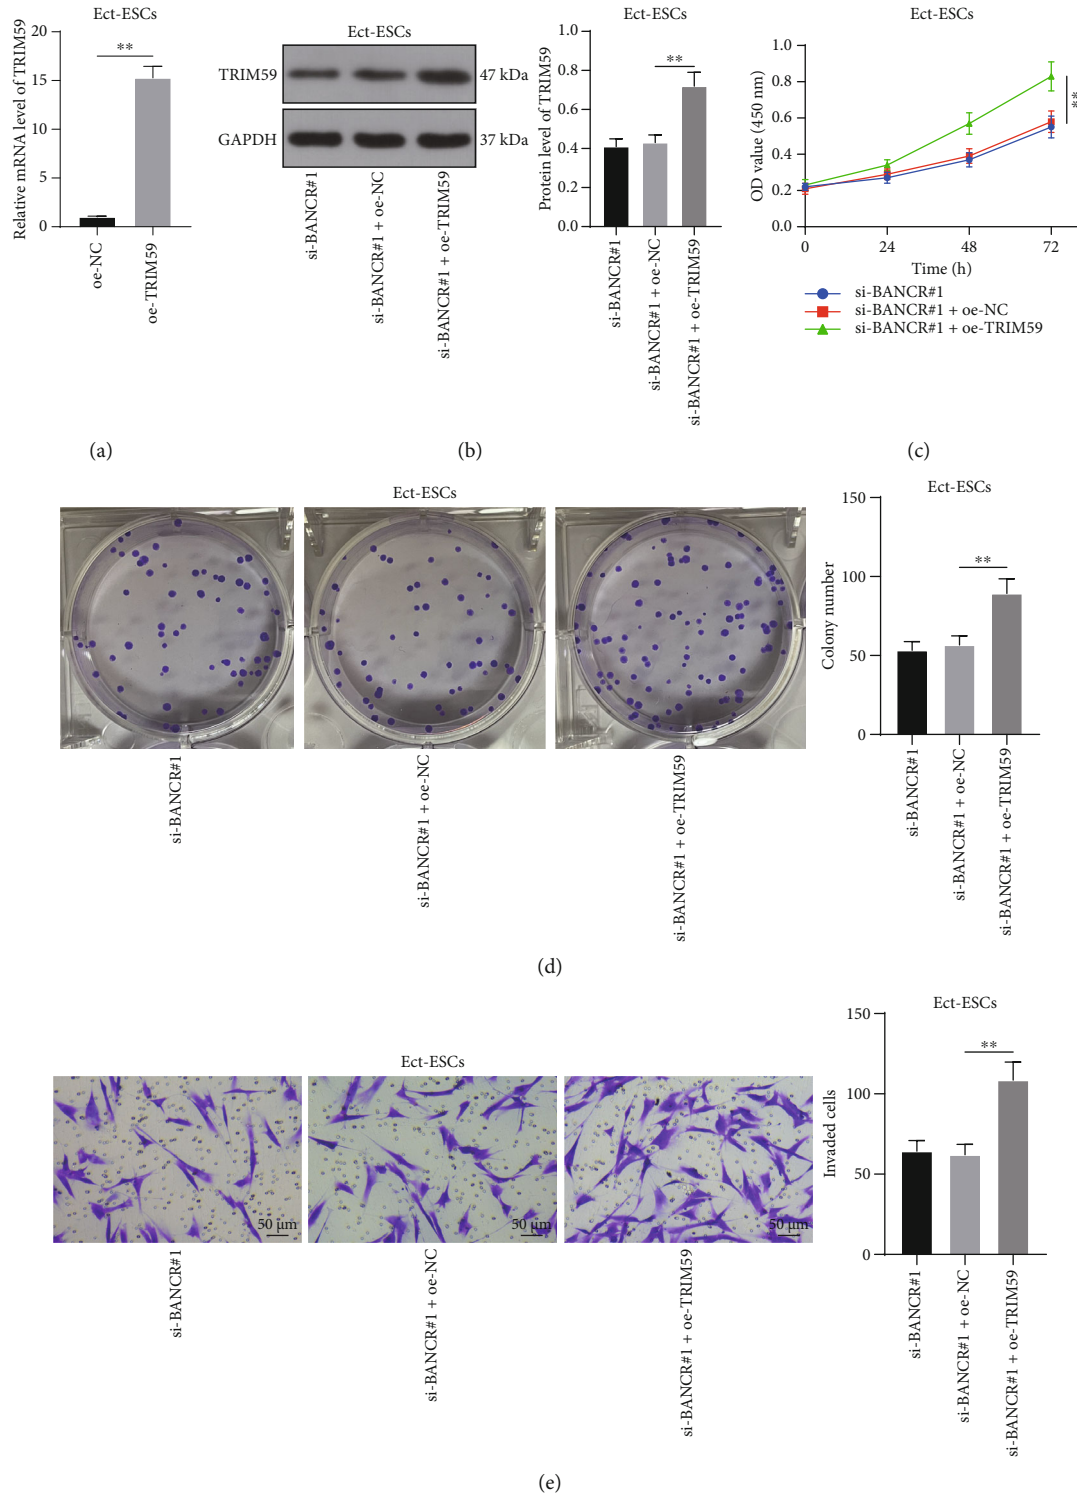 Ect-ESCs
Relative mRNA level of TRIM59
20
15
10
5
0
**
oe-NC
oe-TRIM59
(a)
Ect-ESCs
TRIM59
47 kDa
GAPDH
37 kDa
si-BANCR#1
si-BANCR#1 + oe-NC
si-BANCR#1 + oe-TRIM59
Ect-ESCs
Protein level of TRIM59
1.0
0.8
0.6
0.4
0.2
0.0
**
si-BANCR#1
si-BANCR#1 + oe-NC
si-BANCR#1 + oe-TRIM59
(b)
Ect-ESCs
OD value (450 nm)
1.0
0.8
0.6
0.4
0.2
0.0
**
0 24 48 72
Time (h)
si-BANCR#1
si-BANCR#1 + oe-NC
si-BANCR#1 + oe-TRIM59
(c)
Ect-ESCs
si-BANCR#1
si-BANCR#1 + oe-NC
si-BANCR#1 + oe-TRIM59
Ect-ESCs
Colony number
150
100
50
0
**
si-BANCR#1
si-BANCR#1 + oe-NC
si-BANCR#1 + oe-TRIM59
(d)
Ect-ESCs
50 μm
50 μm
50 μm
si-BANCR#1
si-BANCR#1 + oe-NC
si-BANCR#1 + oe-TRIM59
Ect-ESCs
Invaded cells
150
100
50
0
**
si-BANCR#1
si-BANCR#1 + oe-NC
si-BANCR#1 + oe-TRIM59
(e)